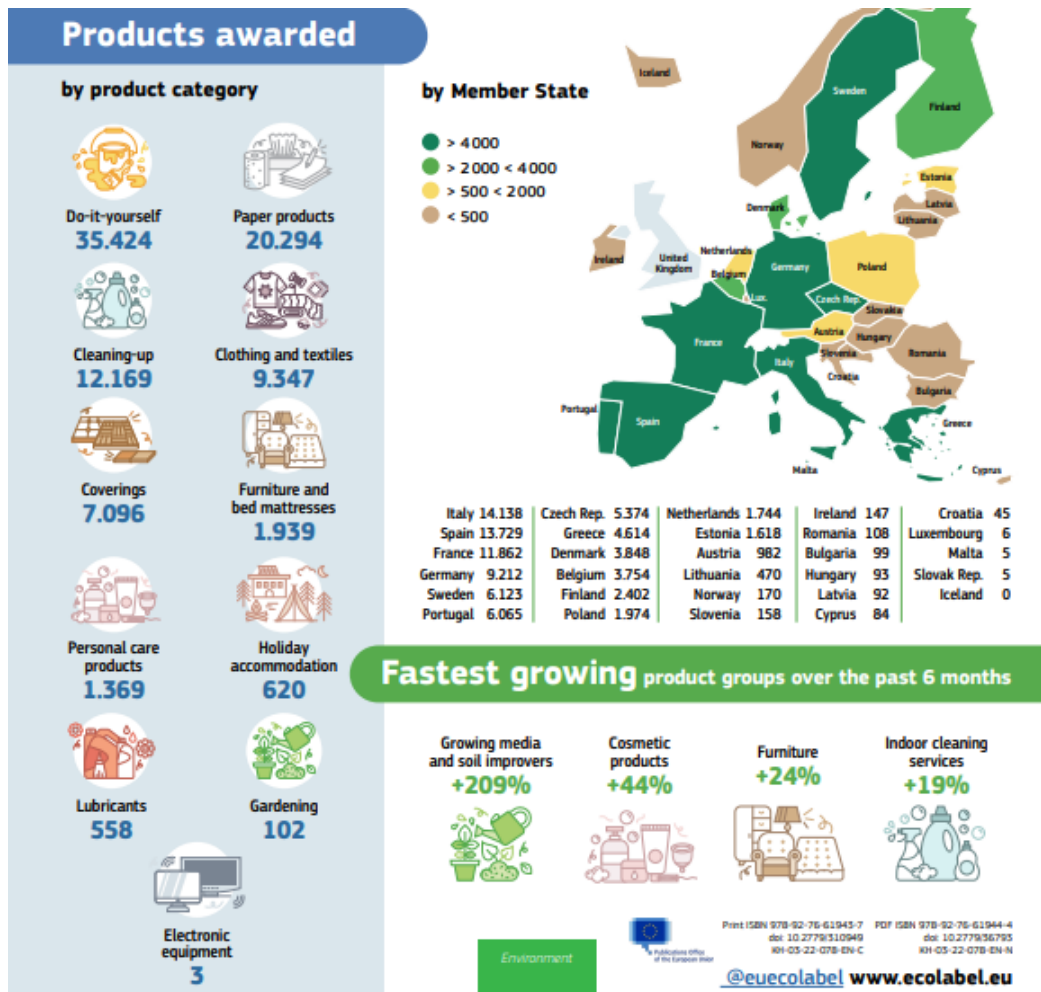 Products awarded
by product category
Do-it-yourself
35.424
Paper products
20.294
Cleaning-up
12.169
Clothing and textiles
9.347
Coverings
7.096
Furniture and
bed mattresses
1.939
Personal care
products
1.369
Holiday
accommodation
620
Lubricants
558
Gardening
102
Electronic
equipment
3
by Member State
> 4000
> 2000 < 4000
> 500 < 2000
< 500
Iceland
Sweden
Finland
Norway
Estonia
Latvia
Lithuania
Denmark
Ireland
United
Kingdom
Netherlands
Belgium
Germany
Poland
Lux.
Czech Rep.
Slovakia
Austria
Hungary
France
Slovenia
Romania
Italy
Croatia
Bulgaria
Portugal
Spain
Greece
Malta
Cyprus
Italy 14.138 Czech Rep. 5.374 Netherlands 1.744 Ireland 147 Croatia 45
Spain 13.729 Greece 4.614 Estonia 1.618 Romania 108 Luxembourg 6
France 11.862 Denmark 3.848 Austria 982 Bulgaria 99 Malta 5
Germany 9.212 Belgium 3.754 Lithuania 470 Hungary 93 Slovak Rep. 5
Sweden 6.123 Finland 2.402 Norway 170 Latvia 92 Iceland 0
Portugal 6.065 Poland 1.974 Slovenia 158 Cyprus 84
Fastest growing product groups over the past 6 months
Growing media
and soil improvers
+209%
Cosmetic
products
+44%
Furniture
+24%
Indoor cleaning
services
+19%
Environment
Publications Office
of the European Union
Print ISBN 978-92-76-61943-7 PDF ISBN 978-92-76-61944-4
doi: 10.2779/310949 doi: 10.2779/36793
KH-03-22-078-EN-C KH-03-22-078-EN-N
@euecolabel www.ecolabel.eu